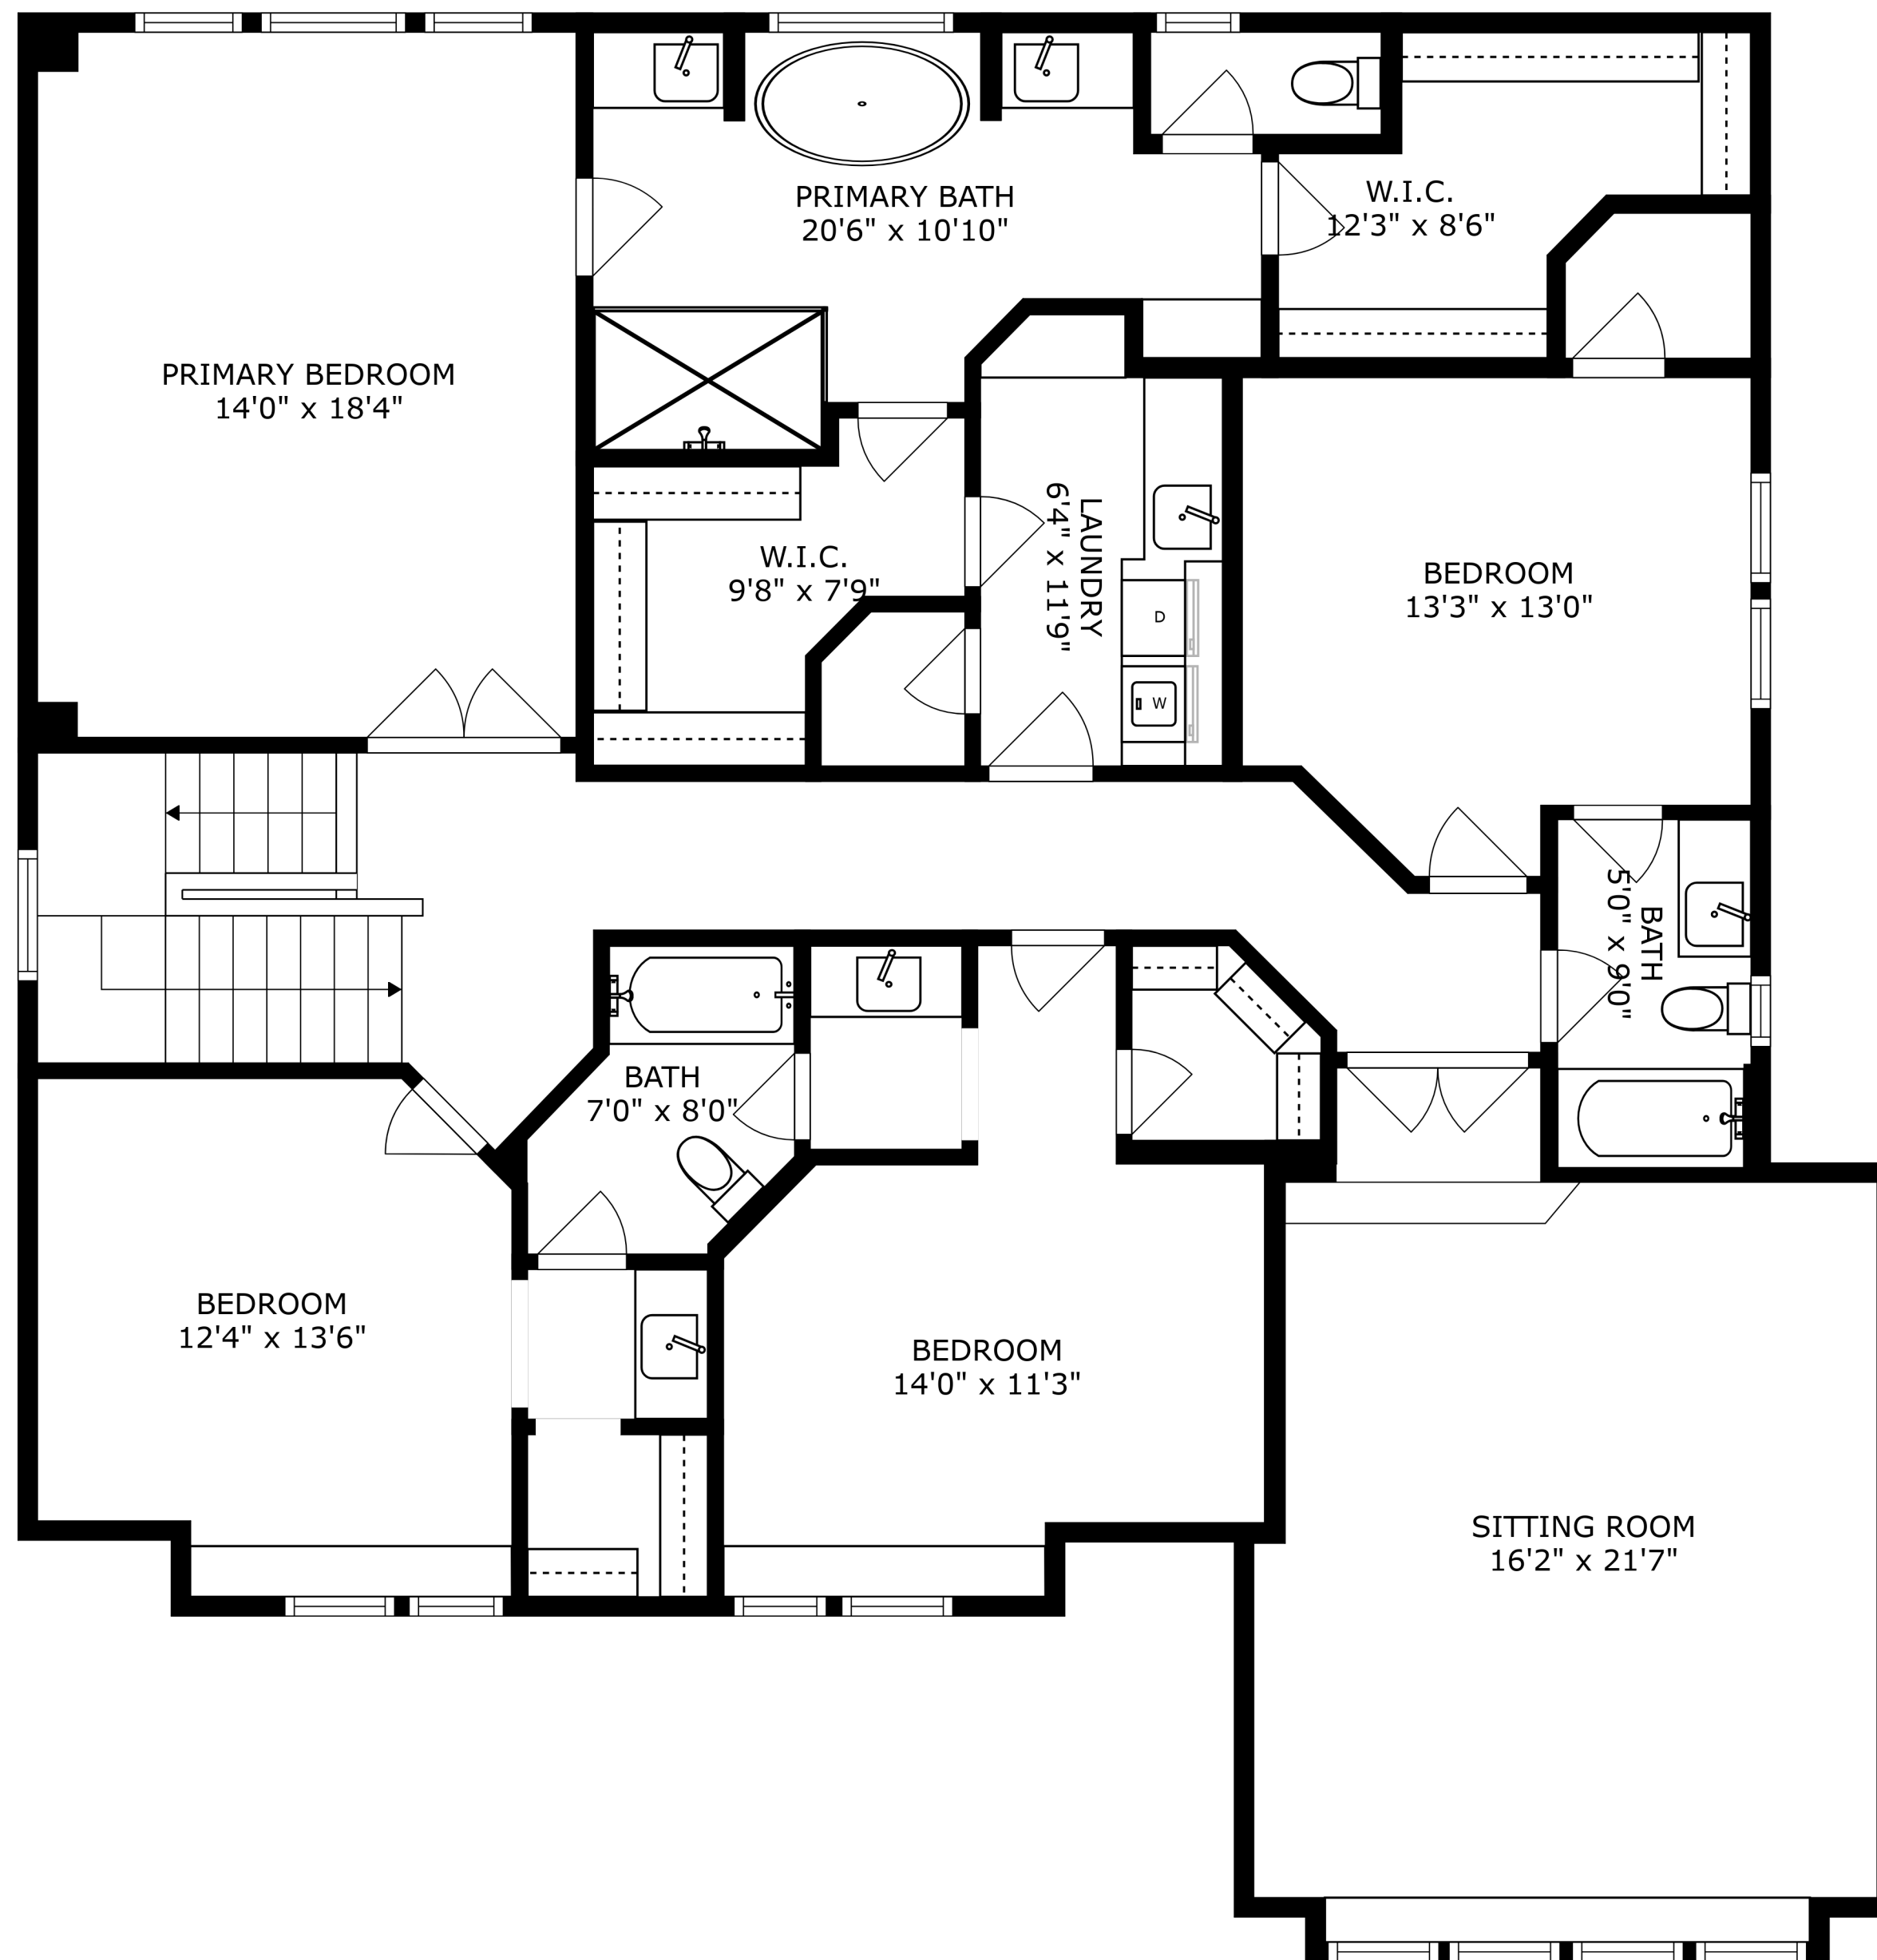 PRIMARY BATH
20'6" x 10'10"
W.I.C.
12'3" x 8'6"
PRIMARY BEDROOM
14'0" x 18'4"
W.I.C.
9'8" x 7'9"
LAUNDRY
6'4" x 11'9"
D
W
BEDROOM
13'3" x 13'0"
BATH
5'0" x 9'0"
BATH
7'0" x 8'0"
BEDROOM
12'4" x 13'6"
BEDROOM
14'0" x 11'3"
SITTING ROOM
16'2" x 21'7"